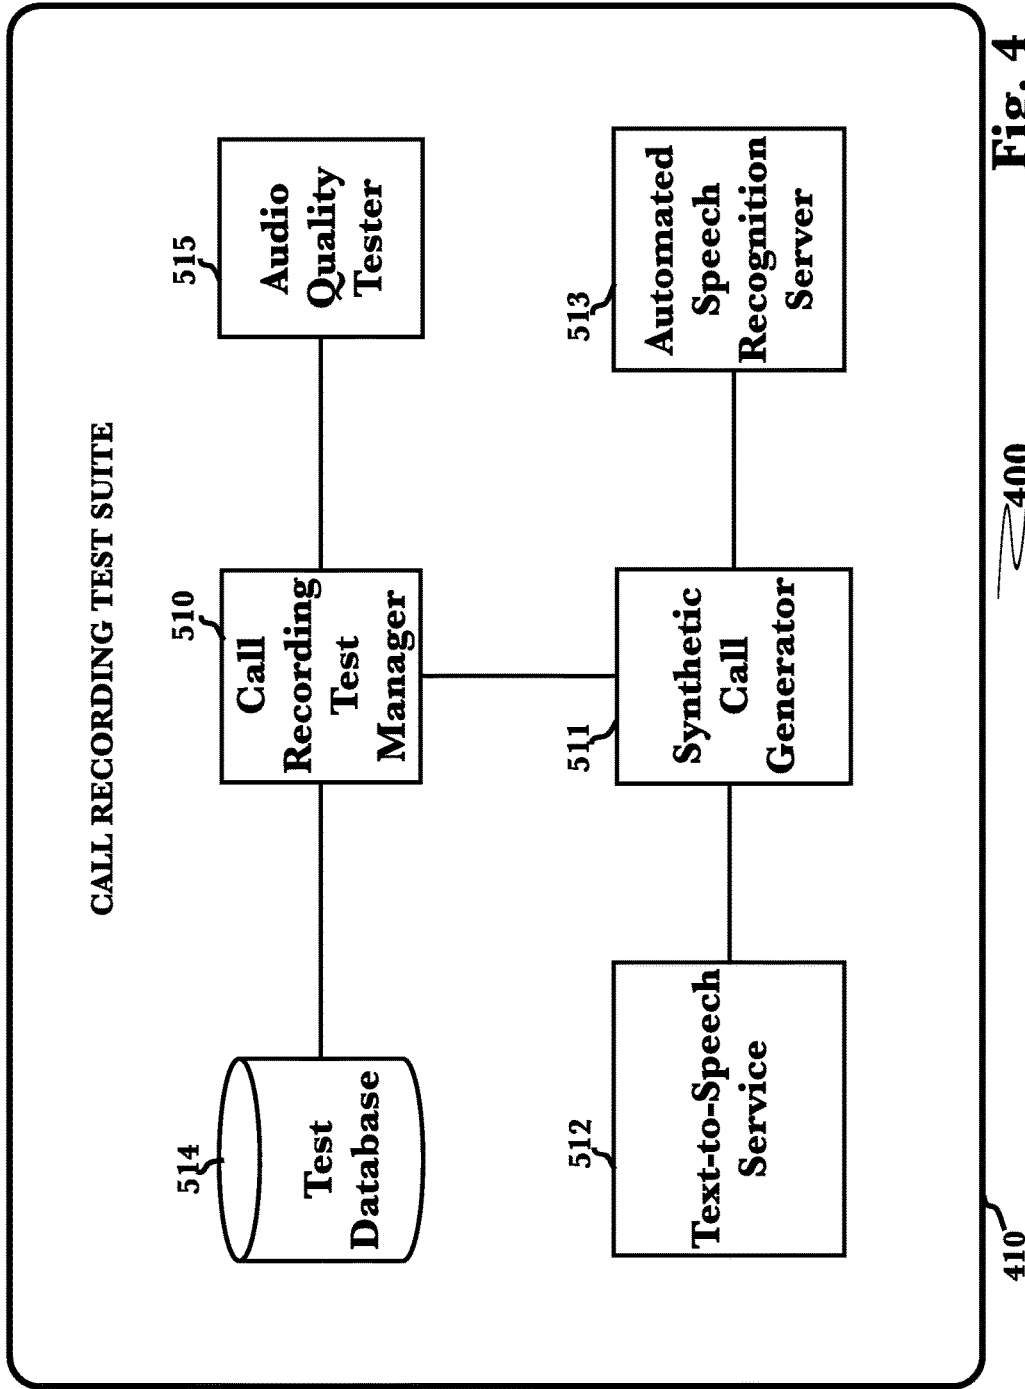 CALL RECORDING TEST SUITE
514
Test
Database
510
Call
Recording
Test
Manager
515
Audio
Quality
Tester
512
Text-to-Speech
Service
511
Synthetic
Call
Generator
513
Automated
Speech
Recognition
Server
410
400
Fig. 4